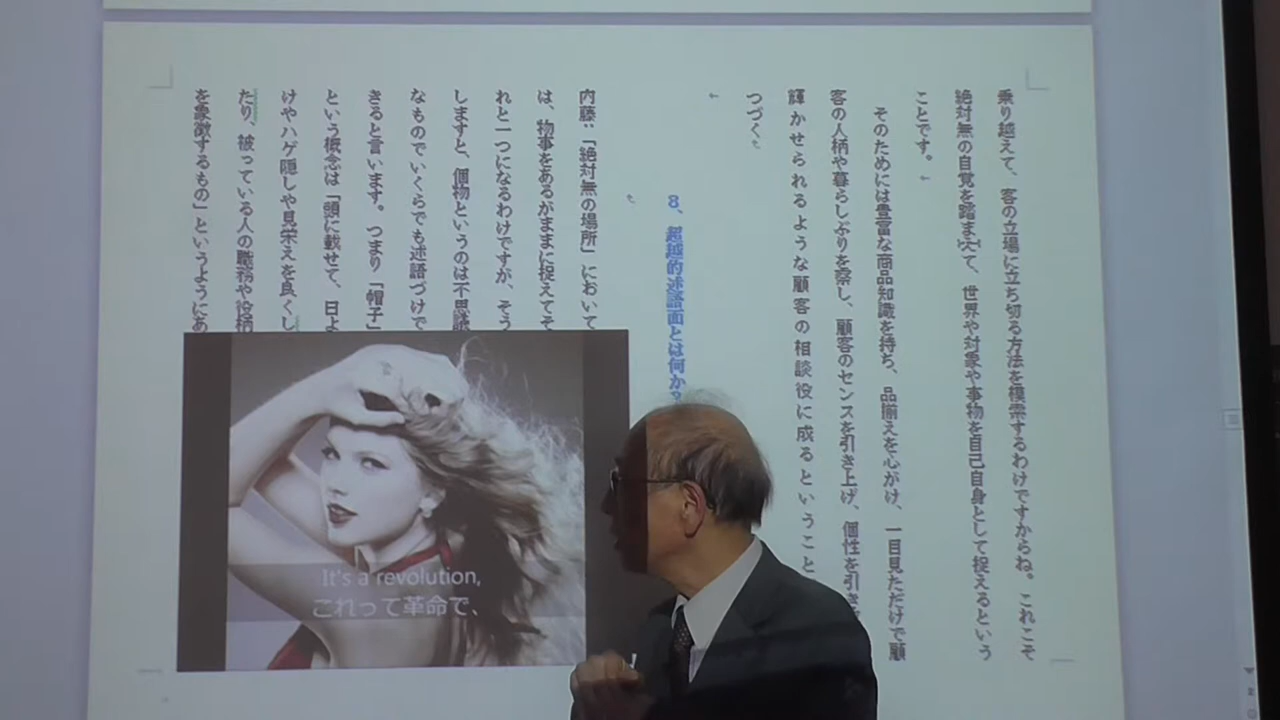 乗り越えて、客の立場に立ち切る方法を模索するわけですからね。これこそ
絶対無の自覚を踏まえて、世界や対象や事物を自己自身として捉えるという
ことです。
そのためには豊富な商品知識を持ち、品揃えを心がけ、一目見ただけで顧
客の人柄や暮らしぶりを察し、顧客のセンスを引き上げ、個性を引き
輝かせられるような顧客の相談役に成るということ
つづく
8、超越的述語面とは何か?
内藤:「絶対無の場所」において
は、物事をあるがままに捉えてそ
れと一つになるわけですが、そう
しますと、個物というのは不思議
なものでいくらでも述語づけで
きると言います。つまり「帽子」
という概念は「頭に載せて、日よ
けやハゲ隠しや見栄えを良くし
たり、被っている人の職務や役柄
を象徴するもの」というようにあ
It's a revolution,
これって革命で、